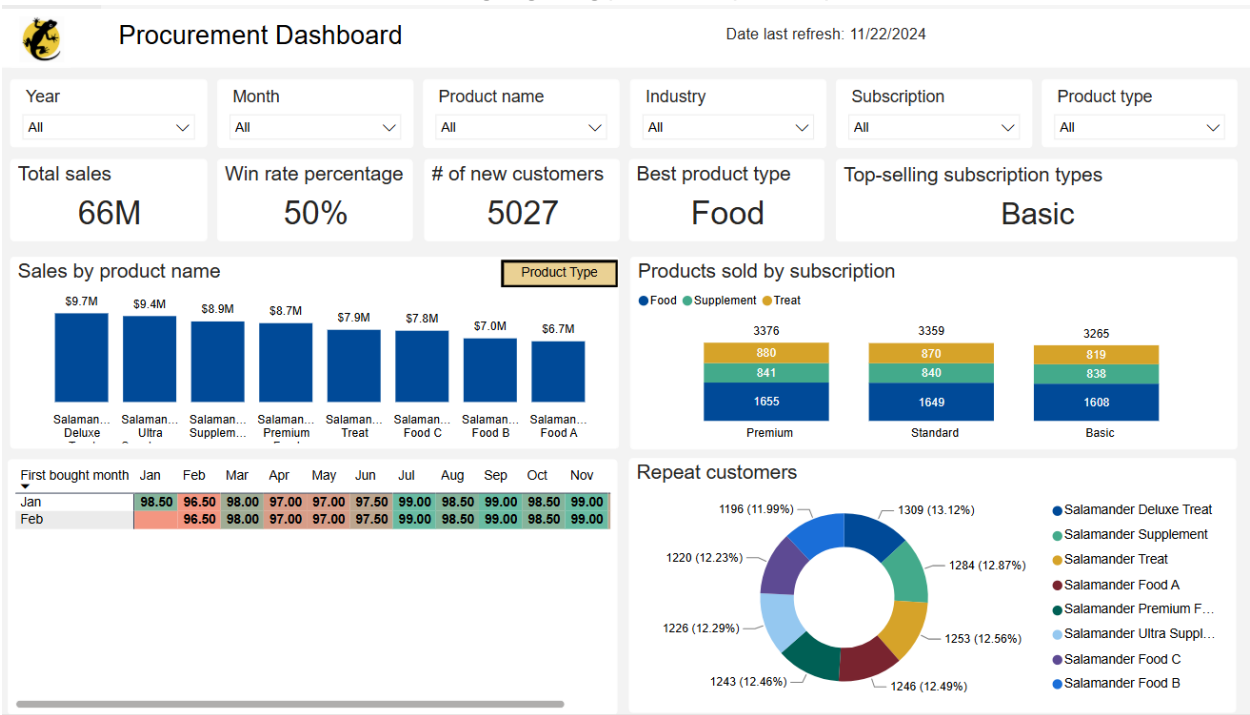 Procurement Dashboard
Date last refresh: 11/22/2024
Year Month Product name Industry Subscription Product type
All All All All All All
Total sales Win rate percentage # of new customers Best product type Top-selling subscription types
66M 50% 5027 Food Basic
Sales by product name
Product Type
$9.7M $9.4M $8.9M $8.7M $7.9M $7.8M $7.0M $6.7M
Salaman... Salaman... Salaman... Salaman... Salaman... Salaman... Salaman... Salaman...
Deluxe Ultra Supplem... Premium Treat Food C Food B Food A
Products sold by subscription
Food Supplement Treat
3376 3359 3265
880 870 819
841 840 838
1655 1649 1608
Premium Standard Basic
First bought month Jan Feb Mar Apr May Jun Jul Aug Sep Oct Nov
Jan 98.50 96.50 98.00 97.00 97.00 97.50 99.00 98.50 99.00 98.50 99.00
Feb 96.50 98.00 97.00 97.00 97.50 99.00 98.50 99.00 98.50 99.00
Repeat customers
1196 (11.99%) 1309 (13.12%)
1220 (12.23%) 1284 (12.87%)
1226 (12.29%) 1253 (12.56%)
1243 (12.46%) 1246 (12.49%)
Salamander Deluxe Treat
Salamander Supplement
Salamander Treat
Salamander Food A
Salamander Premium F...
Salamander Ultra Suppl...
Salamander Food C
Salamander Food B